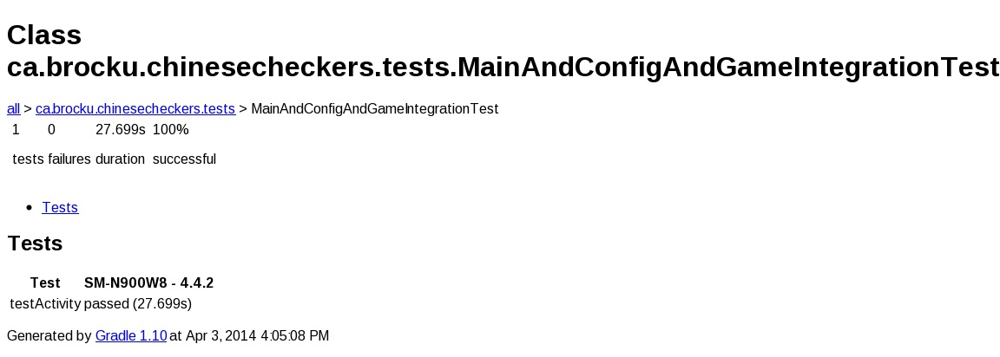 Class
ca.brocku.chinesecheckers.tests.MainAndConfigAndGameIntegrationTest
all > ca.brocku.chinesecheckers.tests > MainAndConfigAndGameIntegrationTest
1 0 27.699s 100%
tests failures duration successful
• Tests
Tests
Test SM-N900W8 - 4.4.2
testActivity passed (27.699s)
Generated by Gradle 1.10 at Apr 3, 2014 4:05:08 PM